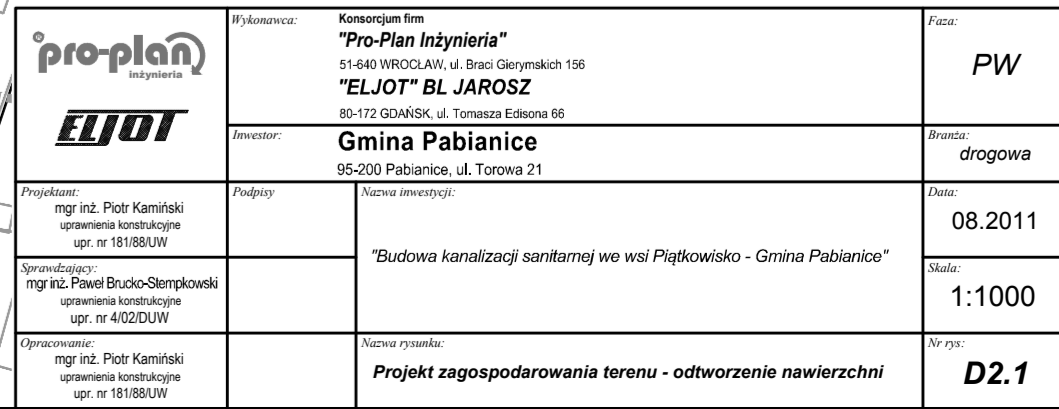 ® pro-plan
inżynieria
ELJOT
Wykonawca:
Konsorcjum firm
"Pro-Plan Inżynieria"
51-640 WROCŁAW, ul. Braci Gierymskich 156
"ELJOT" BL JAROSZ
80-172 GDAŃSK, ul. Tomasza Edisona 66
Faza:
PW
Inwestor:
Gmina Pabianice
95-200 Pabianice, ul. Torowa 21
Branża:
drogowa
Projektant:
mgr inż. Piotr Kamiński
uprawnienia konstrukcyjne
upr. nr 181/88/UW
Podpisy
Nazwa inwestycji:
"Budowa kanalizacji sanitarnej we wsi Piątkowisko - Gmina Pabianice"
Data:
08.2011
Sprawdzający:
mgr inż. Paweł Brucko-Stempkowski
uprawnienia konstrukcyjne
upr. nr 4/02/DUW
Skala:
1:1000
Opracowanie:
mgr inż. Piotr Kamiński
uprawnienia konstrukcyjne
upr. nr 181/88/UW
Nazwa rysunku:
Projekt zagospodarowania terenu - odtworzenie nawierzchni
Nr rys:
D2.1